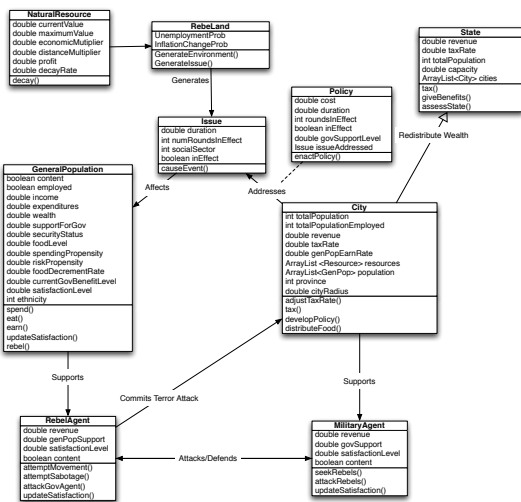 NaturalResource
double currentValue
double maximumValue
double economicMultiplier
double distanceMultiplier
double profit
double decayRate
decay()
RebeLand
UnemploymentProb
InflationChangeProb
GenerateEnvironment()
GenerateIssue()
State
double revenue
double taxRate
int totalPopulation
double capacity
ArrayList<City> cities
tax()
giveBenefits()
assessState()
Generates
Policy
double cost
double duration
int roundsInEffect
boolean inEffect
double govSupportLevel
Issue issueAddressed
enactPolicy()
Issue
double duration
int numRoundsInEffect
int socialSector
boolean inEffect
causeEvent()
Redistribute Wealth
GeneralPopulation
boolean content
boolean employed
double income
double expenditures
double wealth
double supportForGov
double securityStatus
double foodLevel
double spendingPropensity
double riskPropensity
double foodDecrementRate
double currentGovBenefitLevel
double satisfactionLevel
int ethnicity
spend()
eat()
earn()
updateSatisfaction()
rebel()
Affects
Addresses
City
int totalPopulation
int totalPopulationEmployed
double revenue
double taxRate
double genPopEarnRate
ArrayList <Resource> resources
ArrayList<GenPop> population
int province
double cityRadius
adjustTaxRate()
tax()
developPolicy()
distributeFood()
Supports
Commits Terror Attack
Supports
RebelAgent
double revenue
double genPopSupport
double satisfactionLevel
boolean content
attemptMovement()
attemptSabotage()
attackGovAgent()
updateSatisfaction()
Attacks/Defends
MilitaryAgent
double revenue
double govSupport
double satisfactionLevel
boolean content
seekRebels()
attackRebels()
updateSatisfaction()